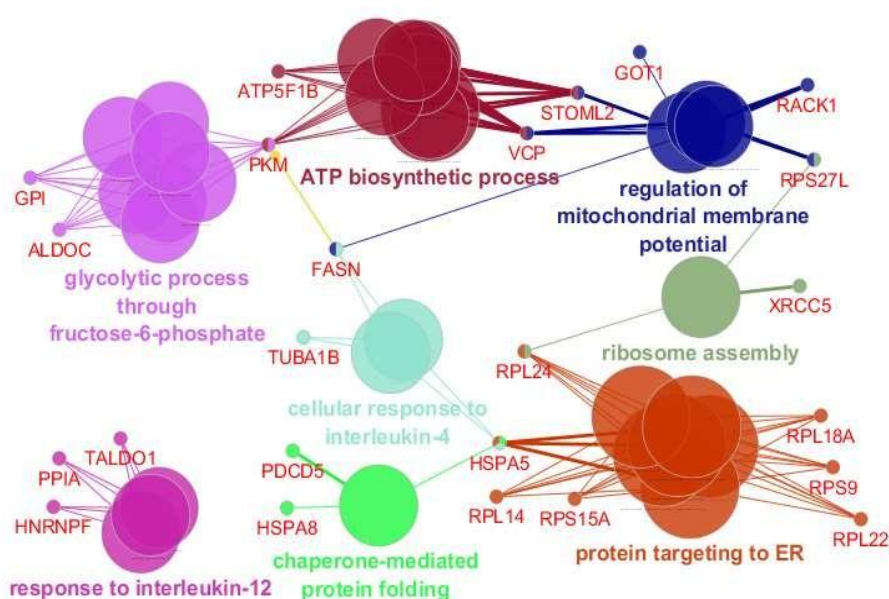 GOT1
ATP5F1B
STOML2
RACK1
PKM
VCP
ATP biosynthetic process
RPS27L
GPI
regulation of
mitochondrial membrane
potential
ALDOC
FASN
glycolytic process
through
fructose-6-phosphate
XRCC5
TUBA1B
RPL24
ribosome assembly
cellular response to
interleukin-4
TALDO1
PPIA
PDCD5
HSPA5
RPL18A
HNRNPF
HSPA8
RPL14
RPS15A
RPS9
RPL22
chaperone-mediated
protein folding
protein targeting to ER
response to interleukin-12